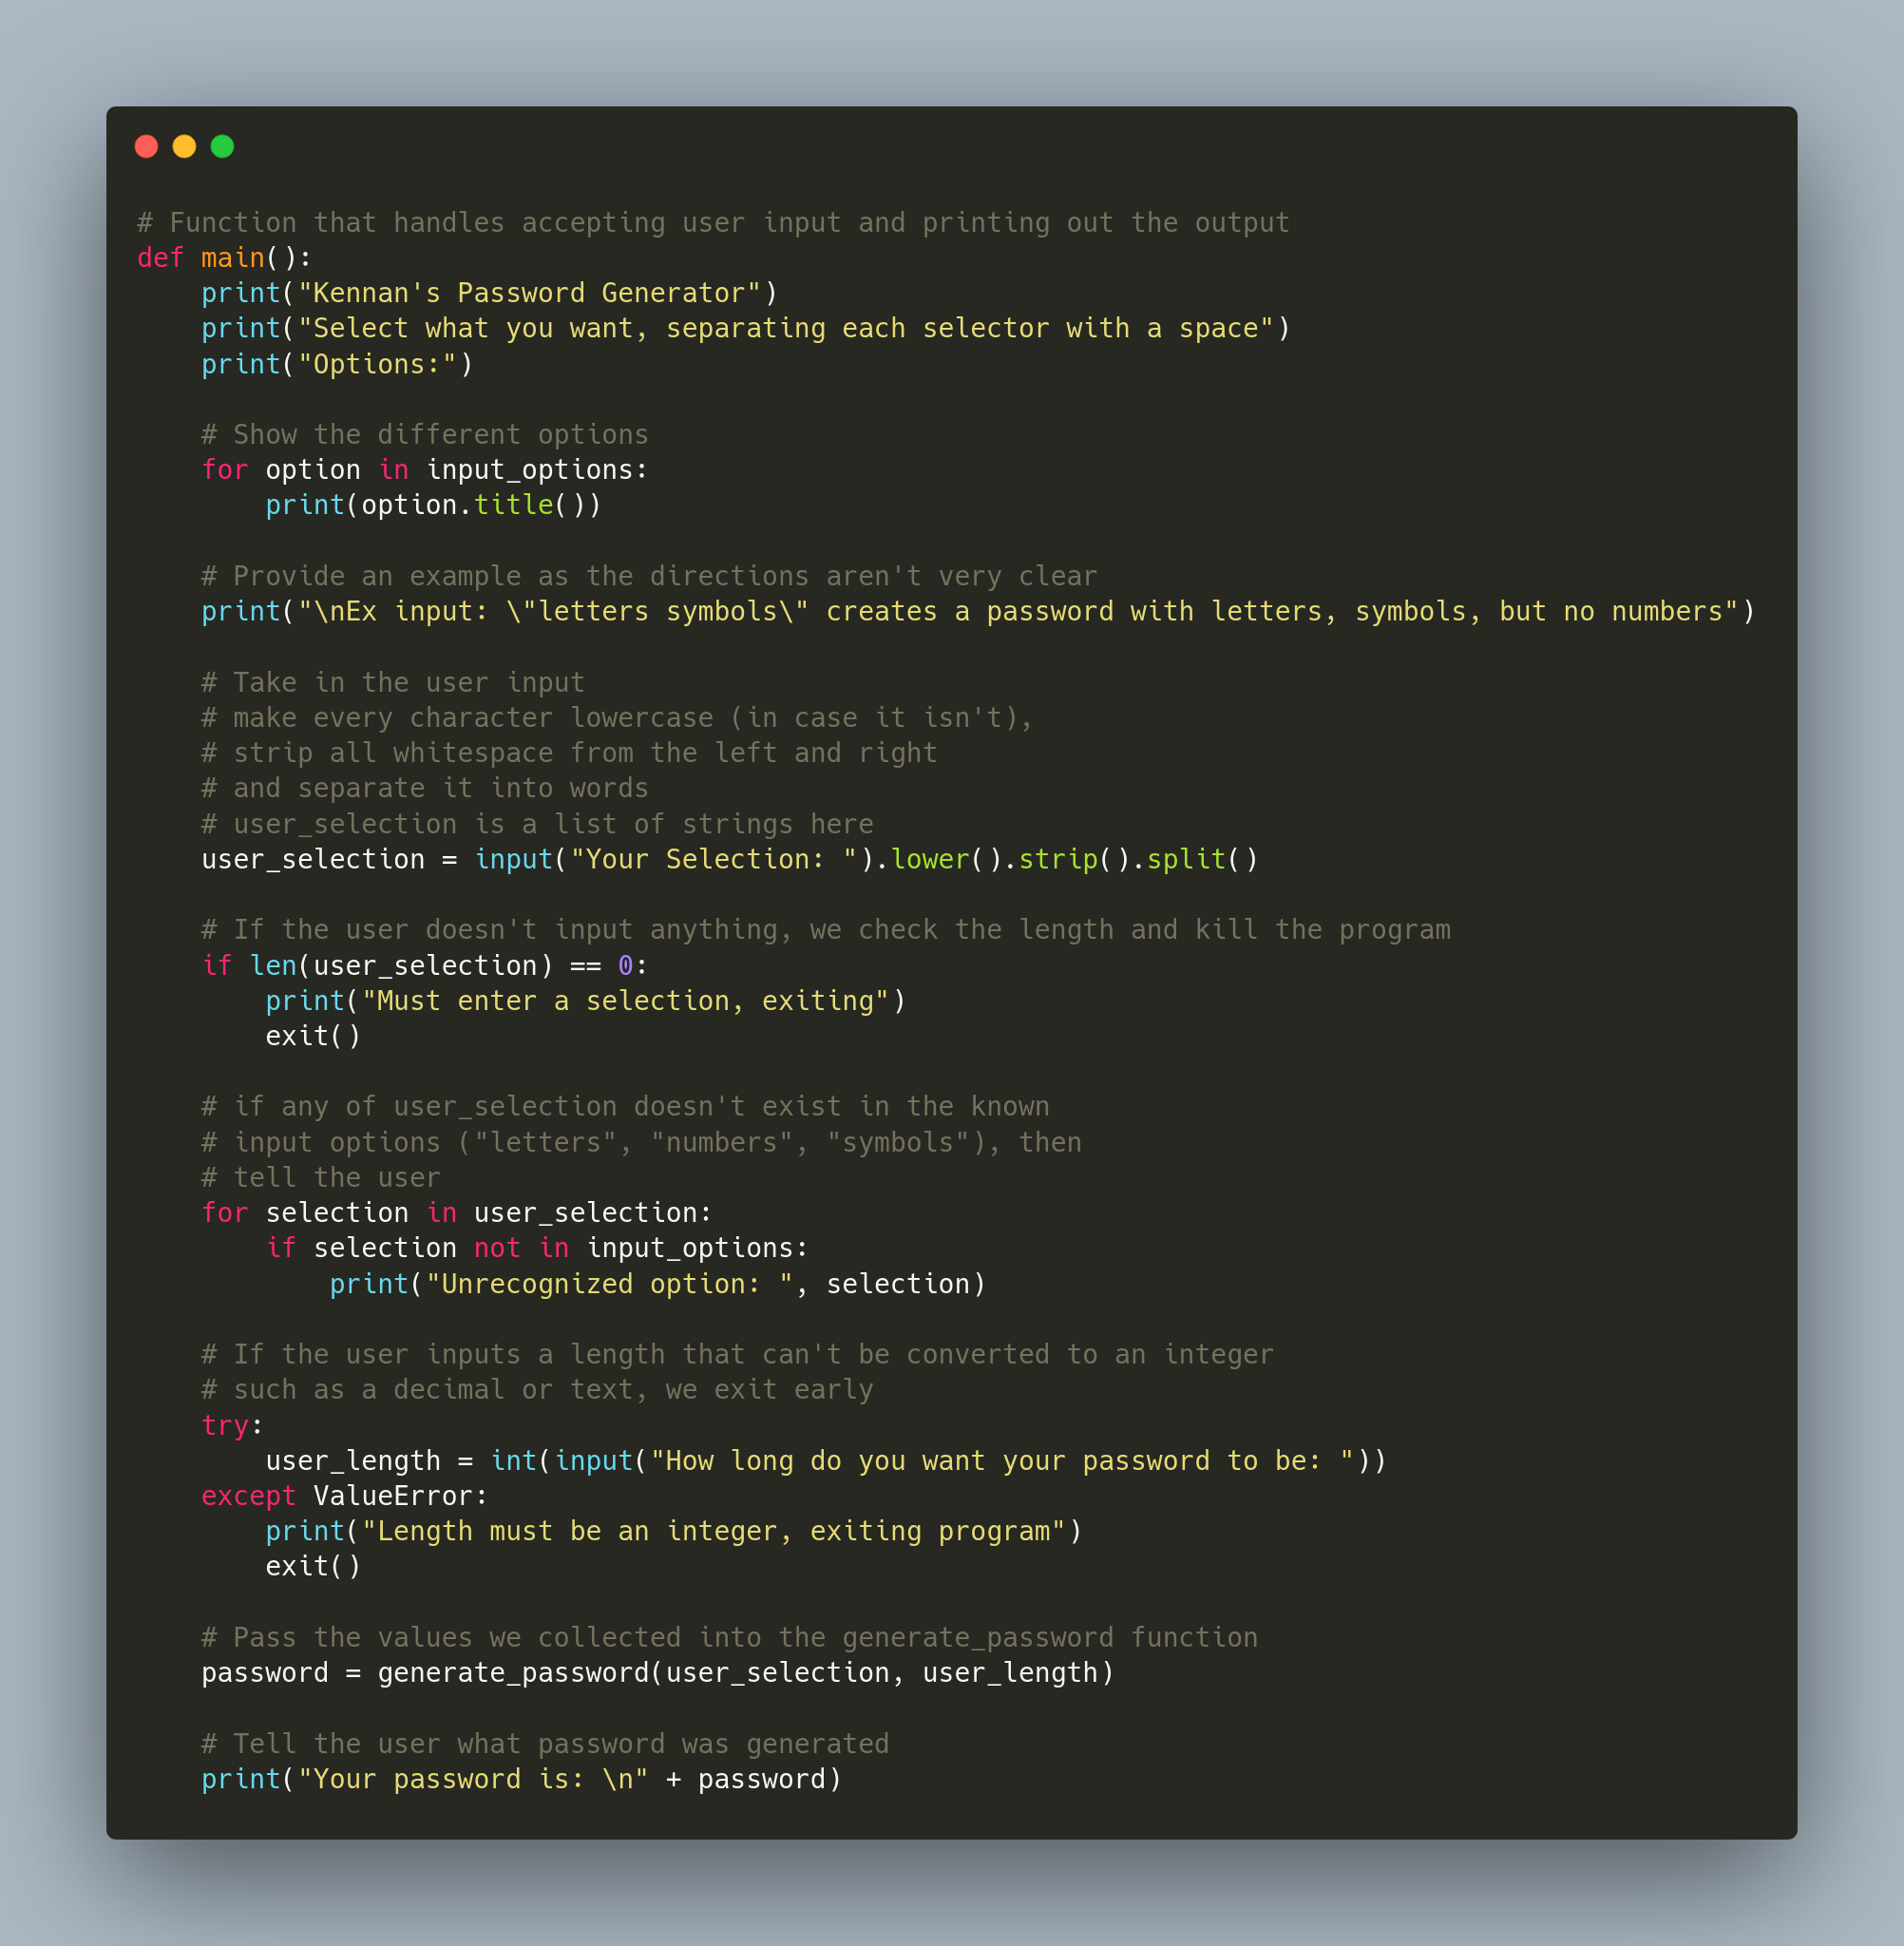 # Function that handles accepting user input and printing out the output
def main():
    print("Kennan's Password Generator")
    print("Select what you want, separating each selector with a space")
    print("Options:")

    # Show the different options
    for option in input_options:
        print(option.title())

    # Provide an example as the directions aren't very clear
    print("\nEx input: \"letters symbols\" creates a password with letters, symbols, but no numbers")

    # Take in the user input
    # make every character lowercase (in case it isn't),
    # strip all whitespace from the left and right
    # and separate it into words
    # user_selection is a list of strings here
    user_selection = input("Your Selection: ").lower().strip().split()

    # If the user doesn't input anything, we check the length and kill the program
    if len(user_selection) == 0:
        print("Must enter a selection, exiting")
        exit()

    # if any of user_selection doesn't exist in the known
    # input options ("letters", "numbers", "symbols"), then
    # tell the user
    for selection in user_selection:
        if selection not in input_options:
            print("Unrecognized option: ", selection)

    # If the user inputs a length that can't be converted to an integer
    # such as a decimal or text, we exit early
    try:
        user_length = int(input("How long do you want your password to be: "))
    except ValueError:
        print("Length must be an integer, exiting program")
        exit()

    # Pass the values we collected into the generate_password function
    password = generate_password(user_selection, user_length)

    # Tell the user what password was generated
    print("Your password is: \n" + password)